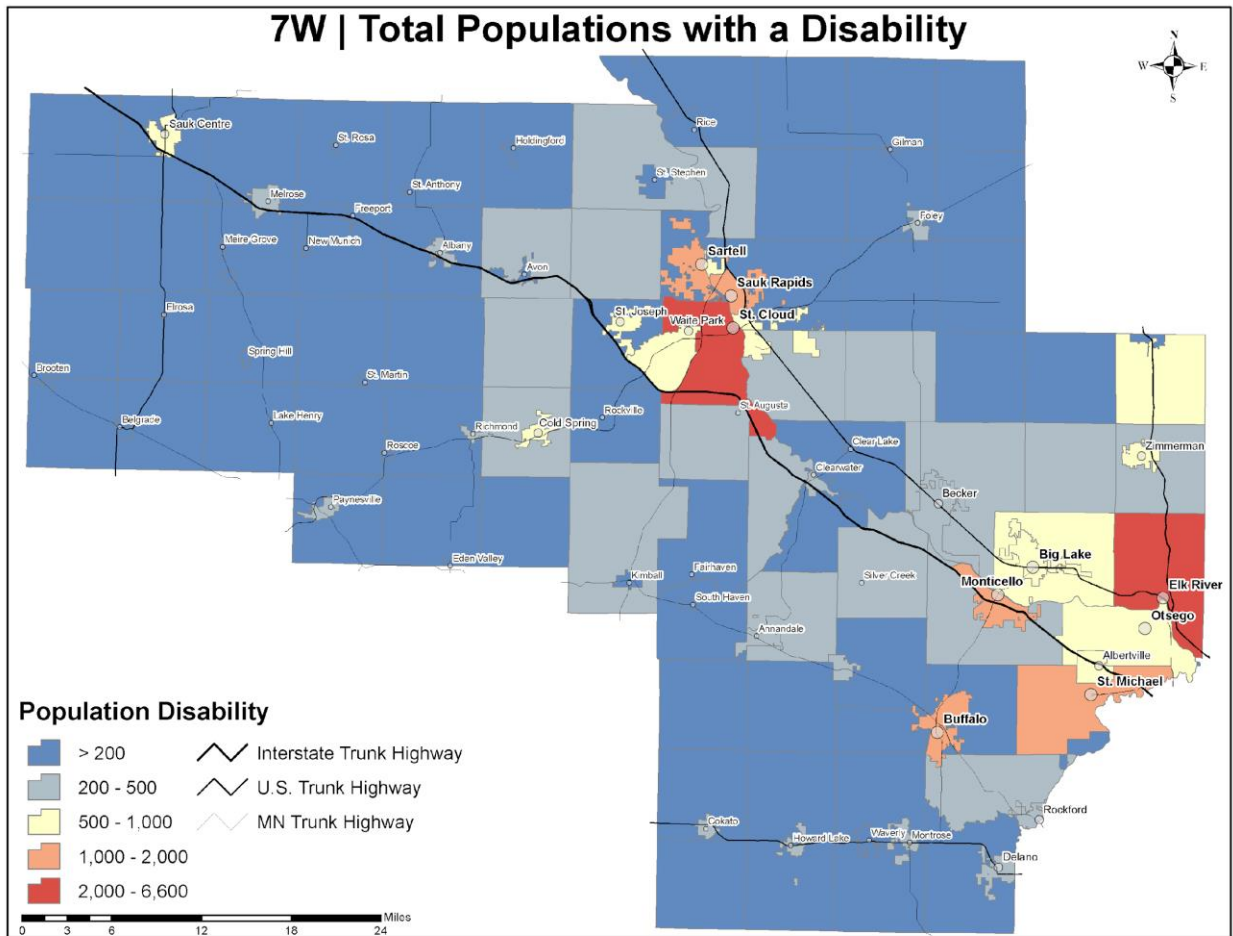 7W | Total Populations with a Disability
N
W E
S
Rice
Sauk Centre
St. Rosa
Holdingford
Gilman
St. Stephen
St. Anthony
Melrose
Freeport
Foley
Meire Grove
New Munich
Albany
Avon
Sartell
Sauk Rapids
Elrosa
St. Joseph
Waite Park
St. Cloud
Spring Hill
Brooten
St. Martin
St. Augusta
Belgrade
Lake Henry
Rockville
Richmond
Cold Spring
Clear Lake
Zimmerman
Roscoe
Clearwater
Becker
Paynesville
Eden Valley
Big Lake
Fairhaven
Kimball
Silver Creek
Monticello
Elk River
South Haven
Otsego
Annandale
Albertville
St. Michael
Population Disability
Buffalo
> 200
Interstate Trunk Highway
200 - 500
U.S. Trunk Highway
500 - 1,000
MN Trunk Highway
Rockford
Cokato
Howard Lake
Waverly
Montrose
1,000 - 2,000
Delano
2,000 - 6,600
Miles
0 3 6 12 18 24